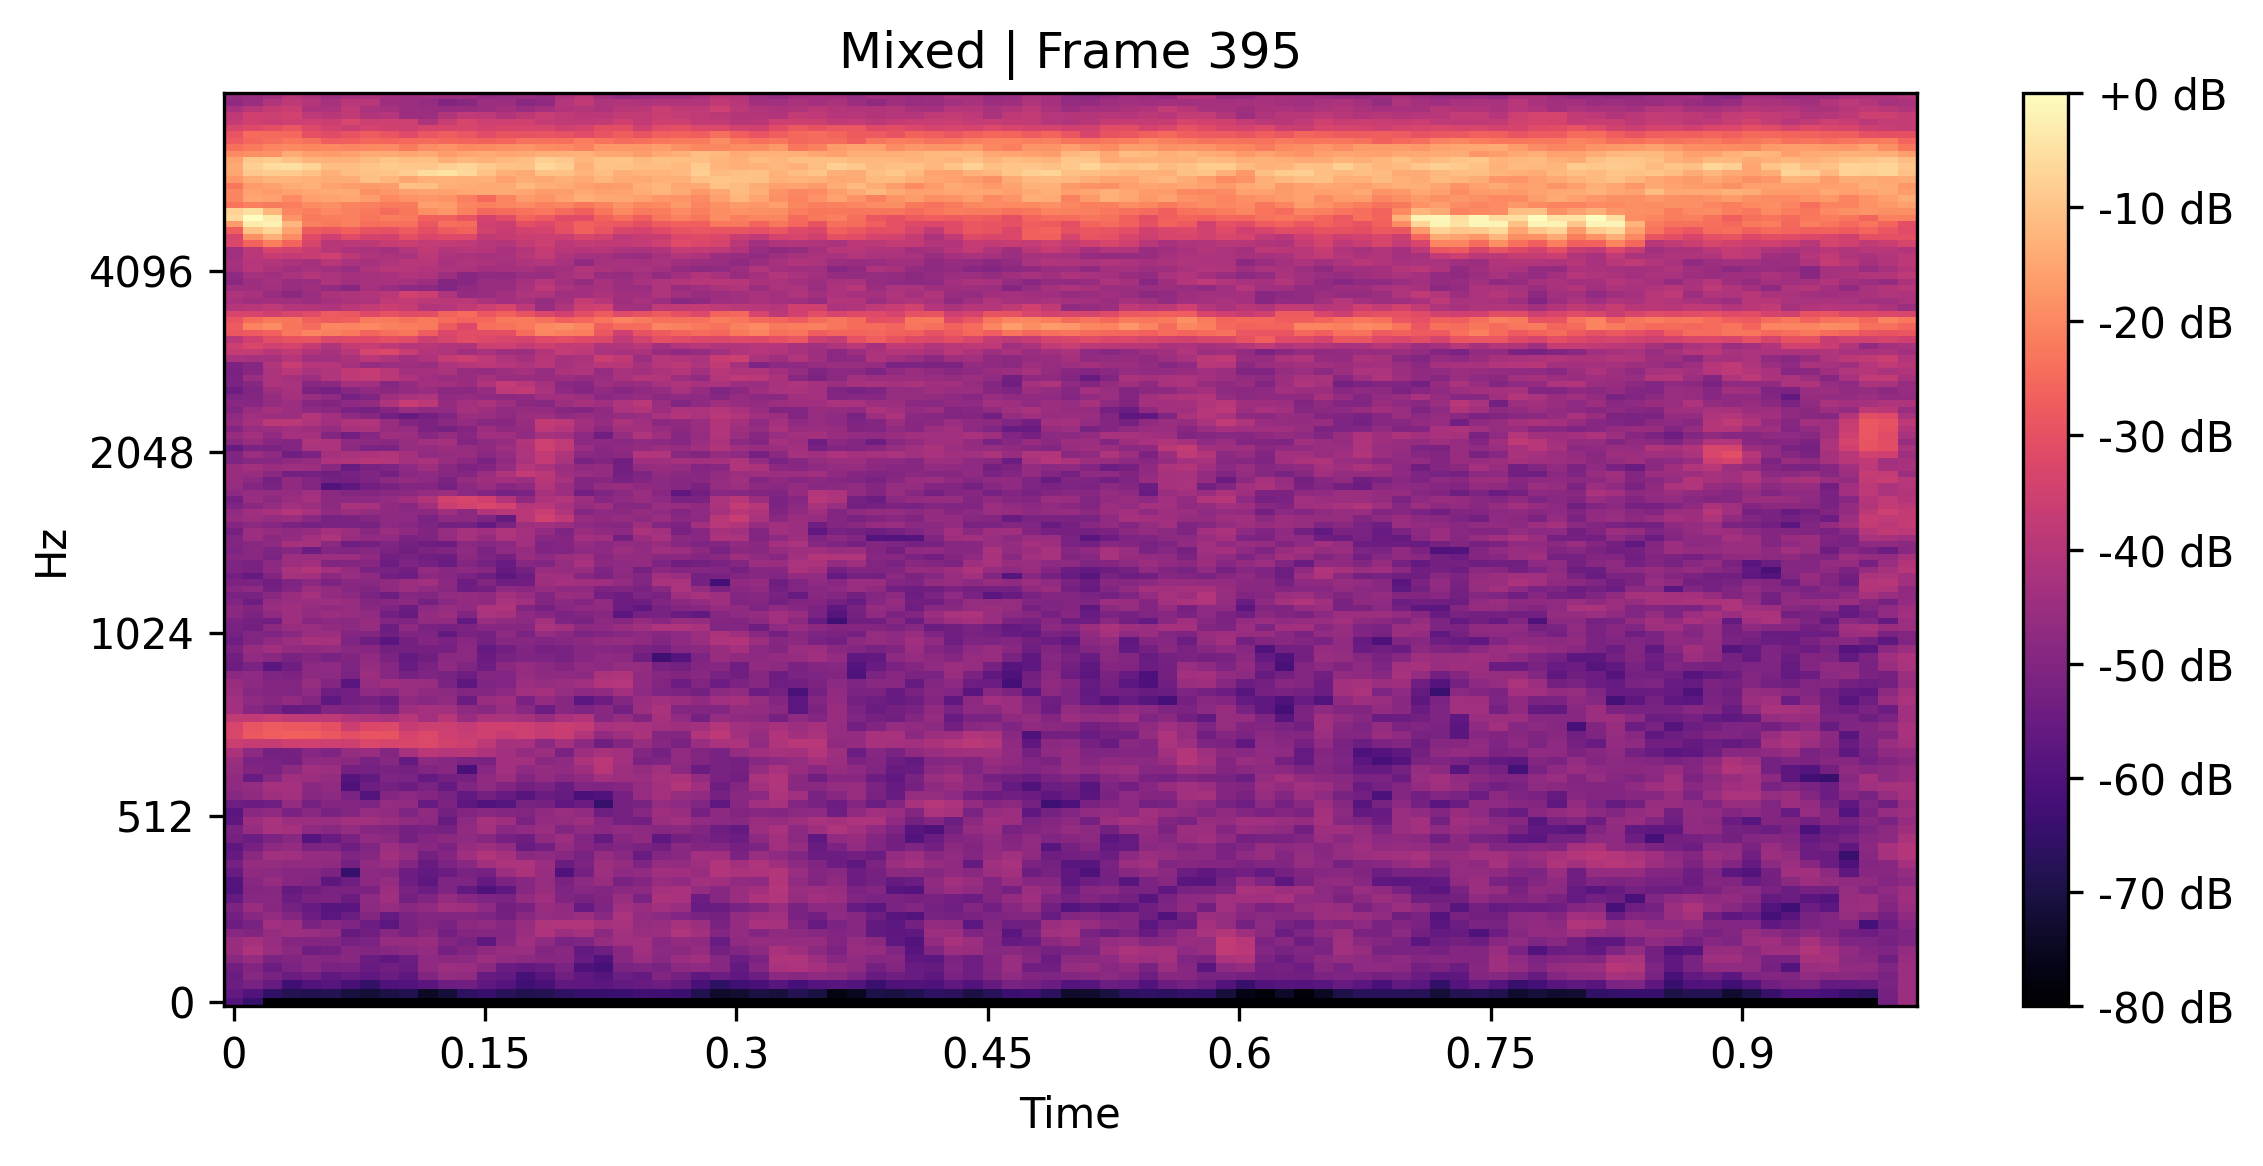 Mixed | Frame 395
Hz
4096
2048
1024
512
0
0 0.15 0.3 0.45 0.6 0.75 0.9
Time
+0 dB
-10 dB
-20 dB
-30 dB
-40 dB
-50 dB
-60 dB
-70 dB
-80 dB